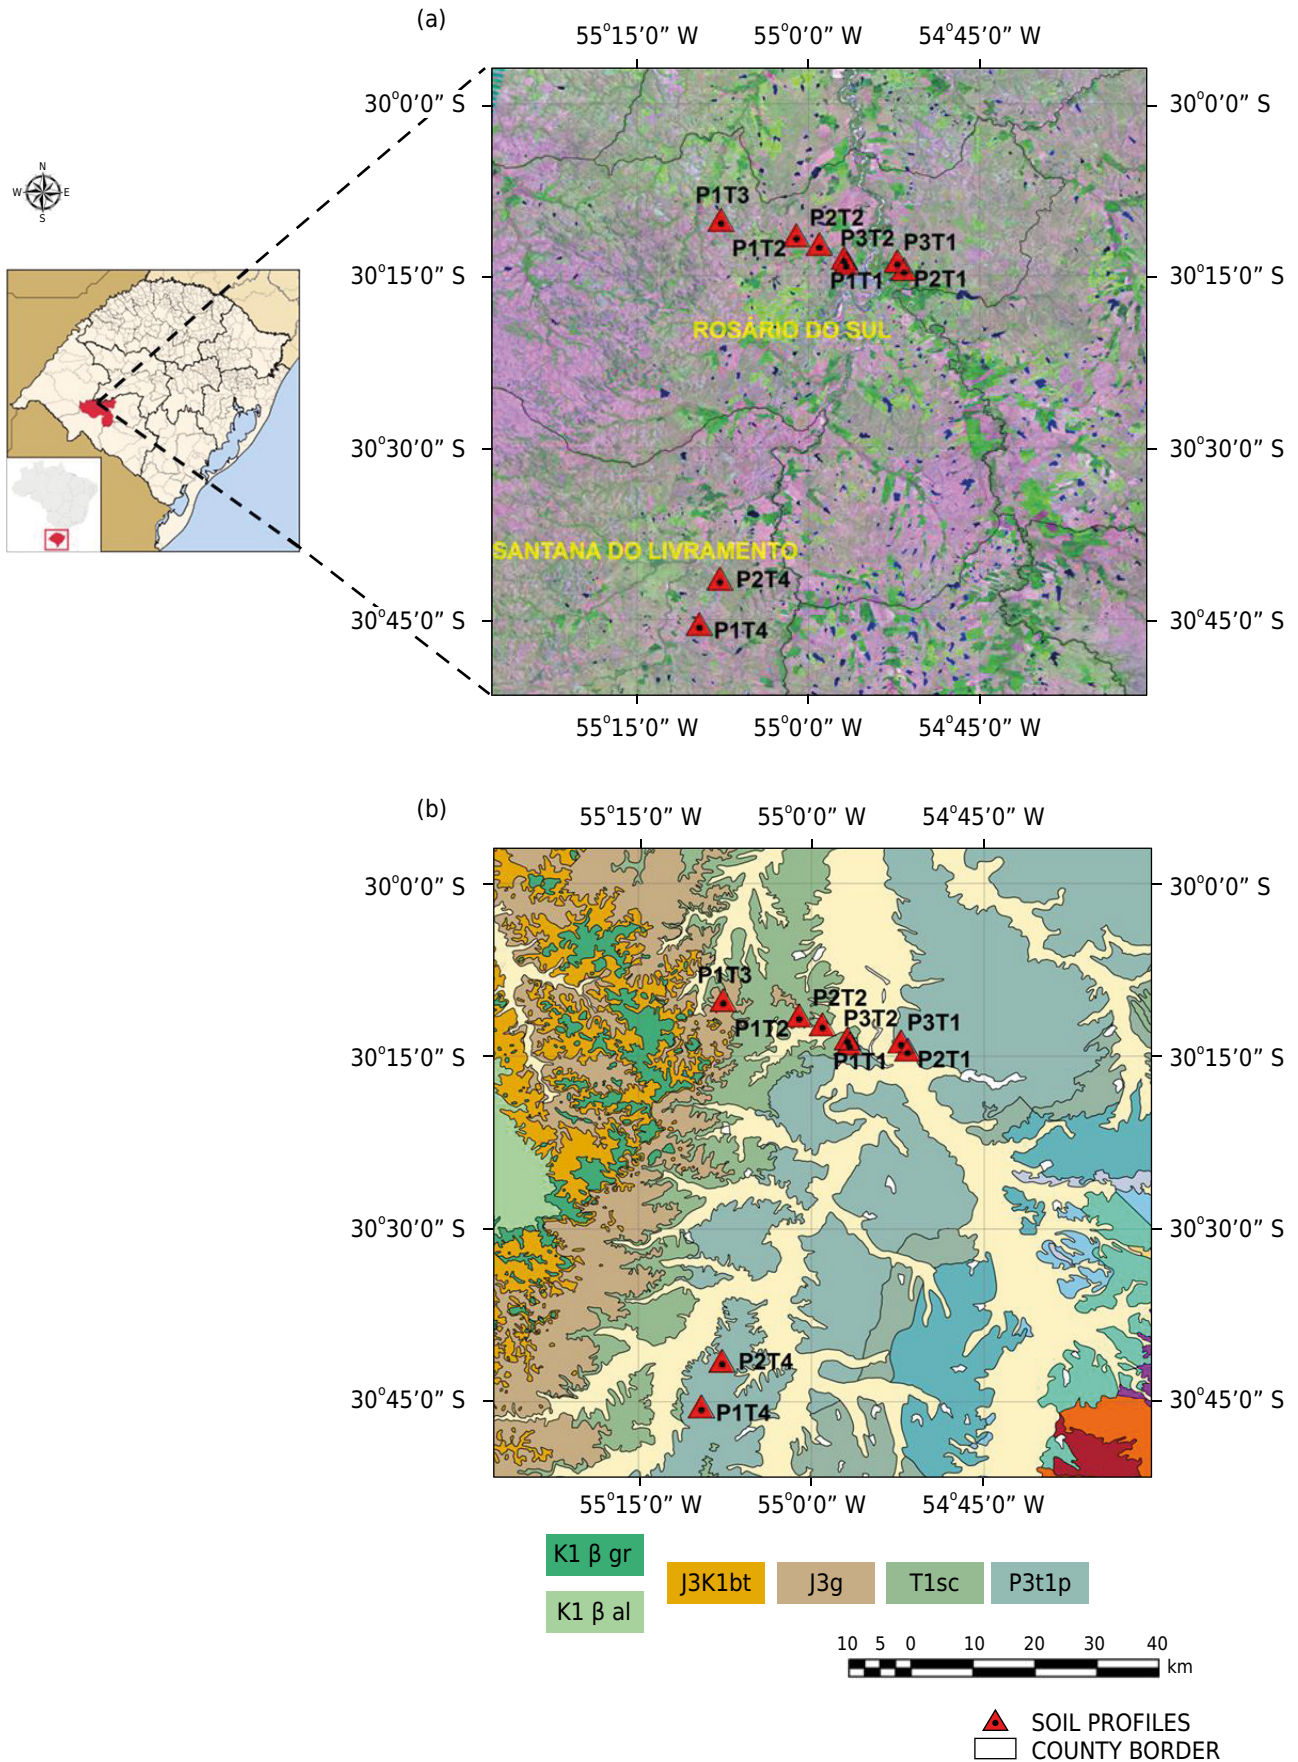 (a)
55°15'0” W 55°0'0” W 54°45'0” W
30°0'0” S 30°0'0” S
N
W E
S
P1T3
P2T2
P1T2 P3T2 P3T1
30°15'0” S P1T1 P2T1 30°15'0” S
ROSÁRIO DO SUL
30°30'0” S 30°30'0” S
SANTANA DO LIVRAMENTO
P2T4
30°45'0” S P1T4 30°45'0” S
55°15'0” W 55°0'0” W 54°45'0” W
(b)
55°15'0” W 55°0'0” W 54°45'0” W
30°0'0” S 30°0'0” S
P1T3
P2T2
P1T2 P3T2 P3T1
30°15'0” S P1T1 P2T1 30°15'0” S
30°30'0” S 30°30'0” S
P2T4
30°45'0” S P1T4 30°45'0” S
55°15'0” W 55°0'0” W 54°45'0” W
K1 β gr
J3K1bt J3g T1sc P3t1p
K1 β al
10 5 0 10 20 30 40
km
SOIL PROFILES
COUNTY BORDER